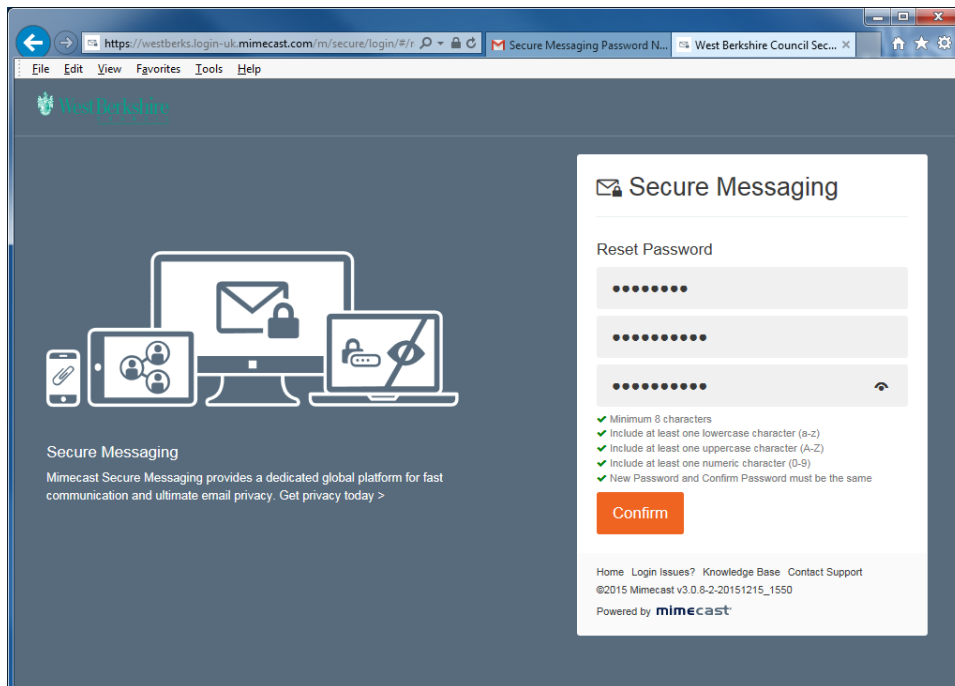 https://westberks.login-uk.mimecast.com/m/secure/login/#/r
Secure Messaging Password N...
West Berkshire Council Sec...
File Edit View Favorites Tools Help
West Berkshire
Secure Messaging
Reset Password
Minimum 8 characters
Include at least one lowercase character (a-z)
Include at least one uppercase character (A-Z)
Include at least one numeric character (0-9)
New Password and Confirm Password must be the same
Confirm
Home Login Issues? Knowledge Base Contact Support
©2015 Mimecast v3.0.8-2-20151215_1550
Powered by mimecast
Secure Messaging
Mimecast Secure Messaging provides a dedicated global platform for fast
communication and ultimate email privacy. Get privacy today >